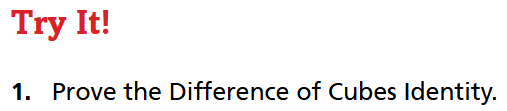 Try It!
1. Prove the Difference of Cubes Identity.